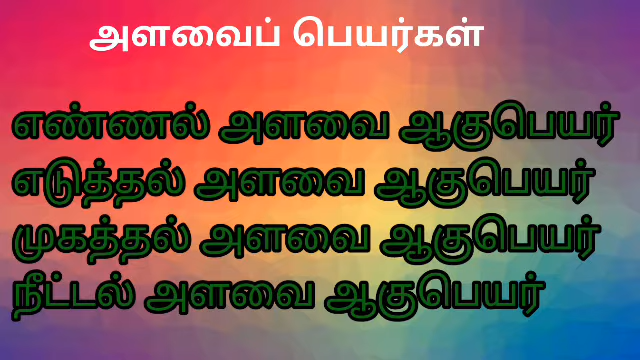 அளவைப் பெயர்கள்
எண்ணல் அளவை ஆகுபெயர்
எடுத்தல் அளவை ஆகுபெயர்
முகத்தல் அளவை ஆகுபெயர்
நீட்டல் அளவை ஆகுபெயர்